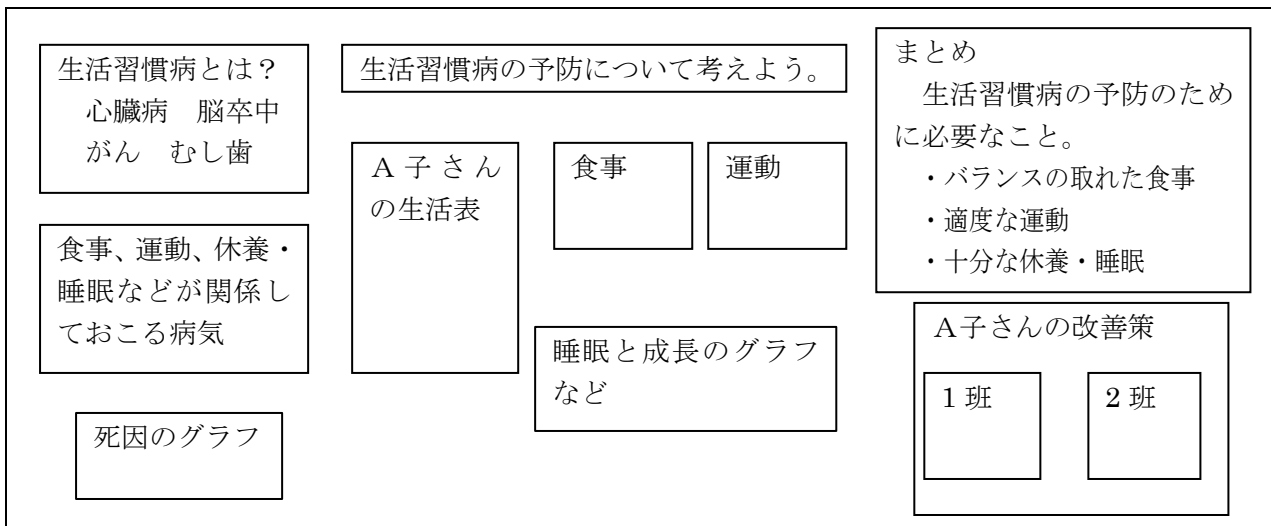 生活習慣病とは？
心臓病　脳卒中
がん　むし歯
食事、運動、休養・
睡眠などが関係し
ておこる病気
死因のグラフ
生活習慣病の予防について考えよう。
A子さん
の生活表
食事
運動
睡眠と成長のグラフ
など
まとめ
生活習慣病の予防のため
に必要なこと。
・バランスの取れた食事
・適度な運動
・十分な休養・睡眠
A子さんの改善策
1班
2班